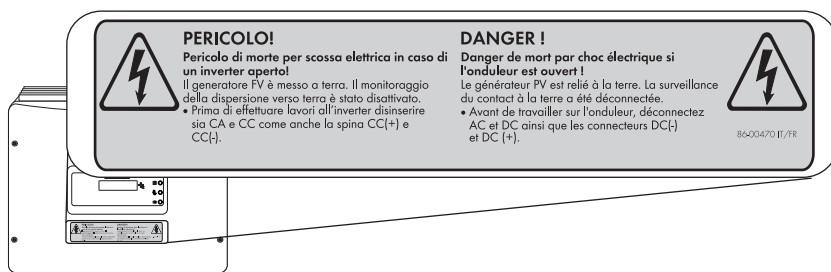 PERICOLO!
Pericolo di morte per scossa elettrica in caso di
un inverter aperto!
Il generatore FV è messo a terra. Il monitoraggio
della dispersione verso terra è stato disattivato.
• Prima di effettuare lavori all'inverter disinserire
sia CA e CC come anche la spina CC(+) e
CC(-).
DANGER !
Danger de mort par choc électrique si
l'onduleur est ouvert !
Le générateur PV est relié à la terre. La surveillance
du contact à la terre a été déconnectée.
• Avant de travailler sur l'onduleur, déconnectez
AC et DC ainsi que les connecteurs DC(-)
et DC (+).
86-00470 IT/FR